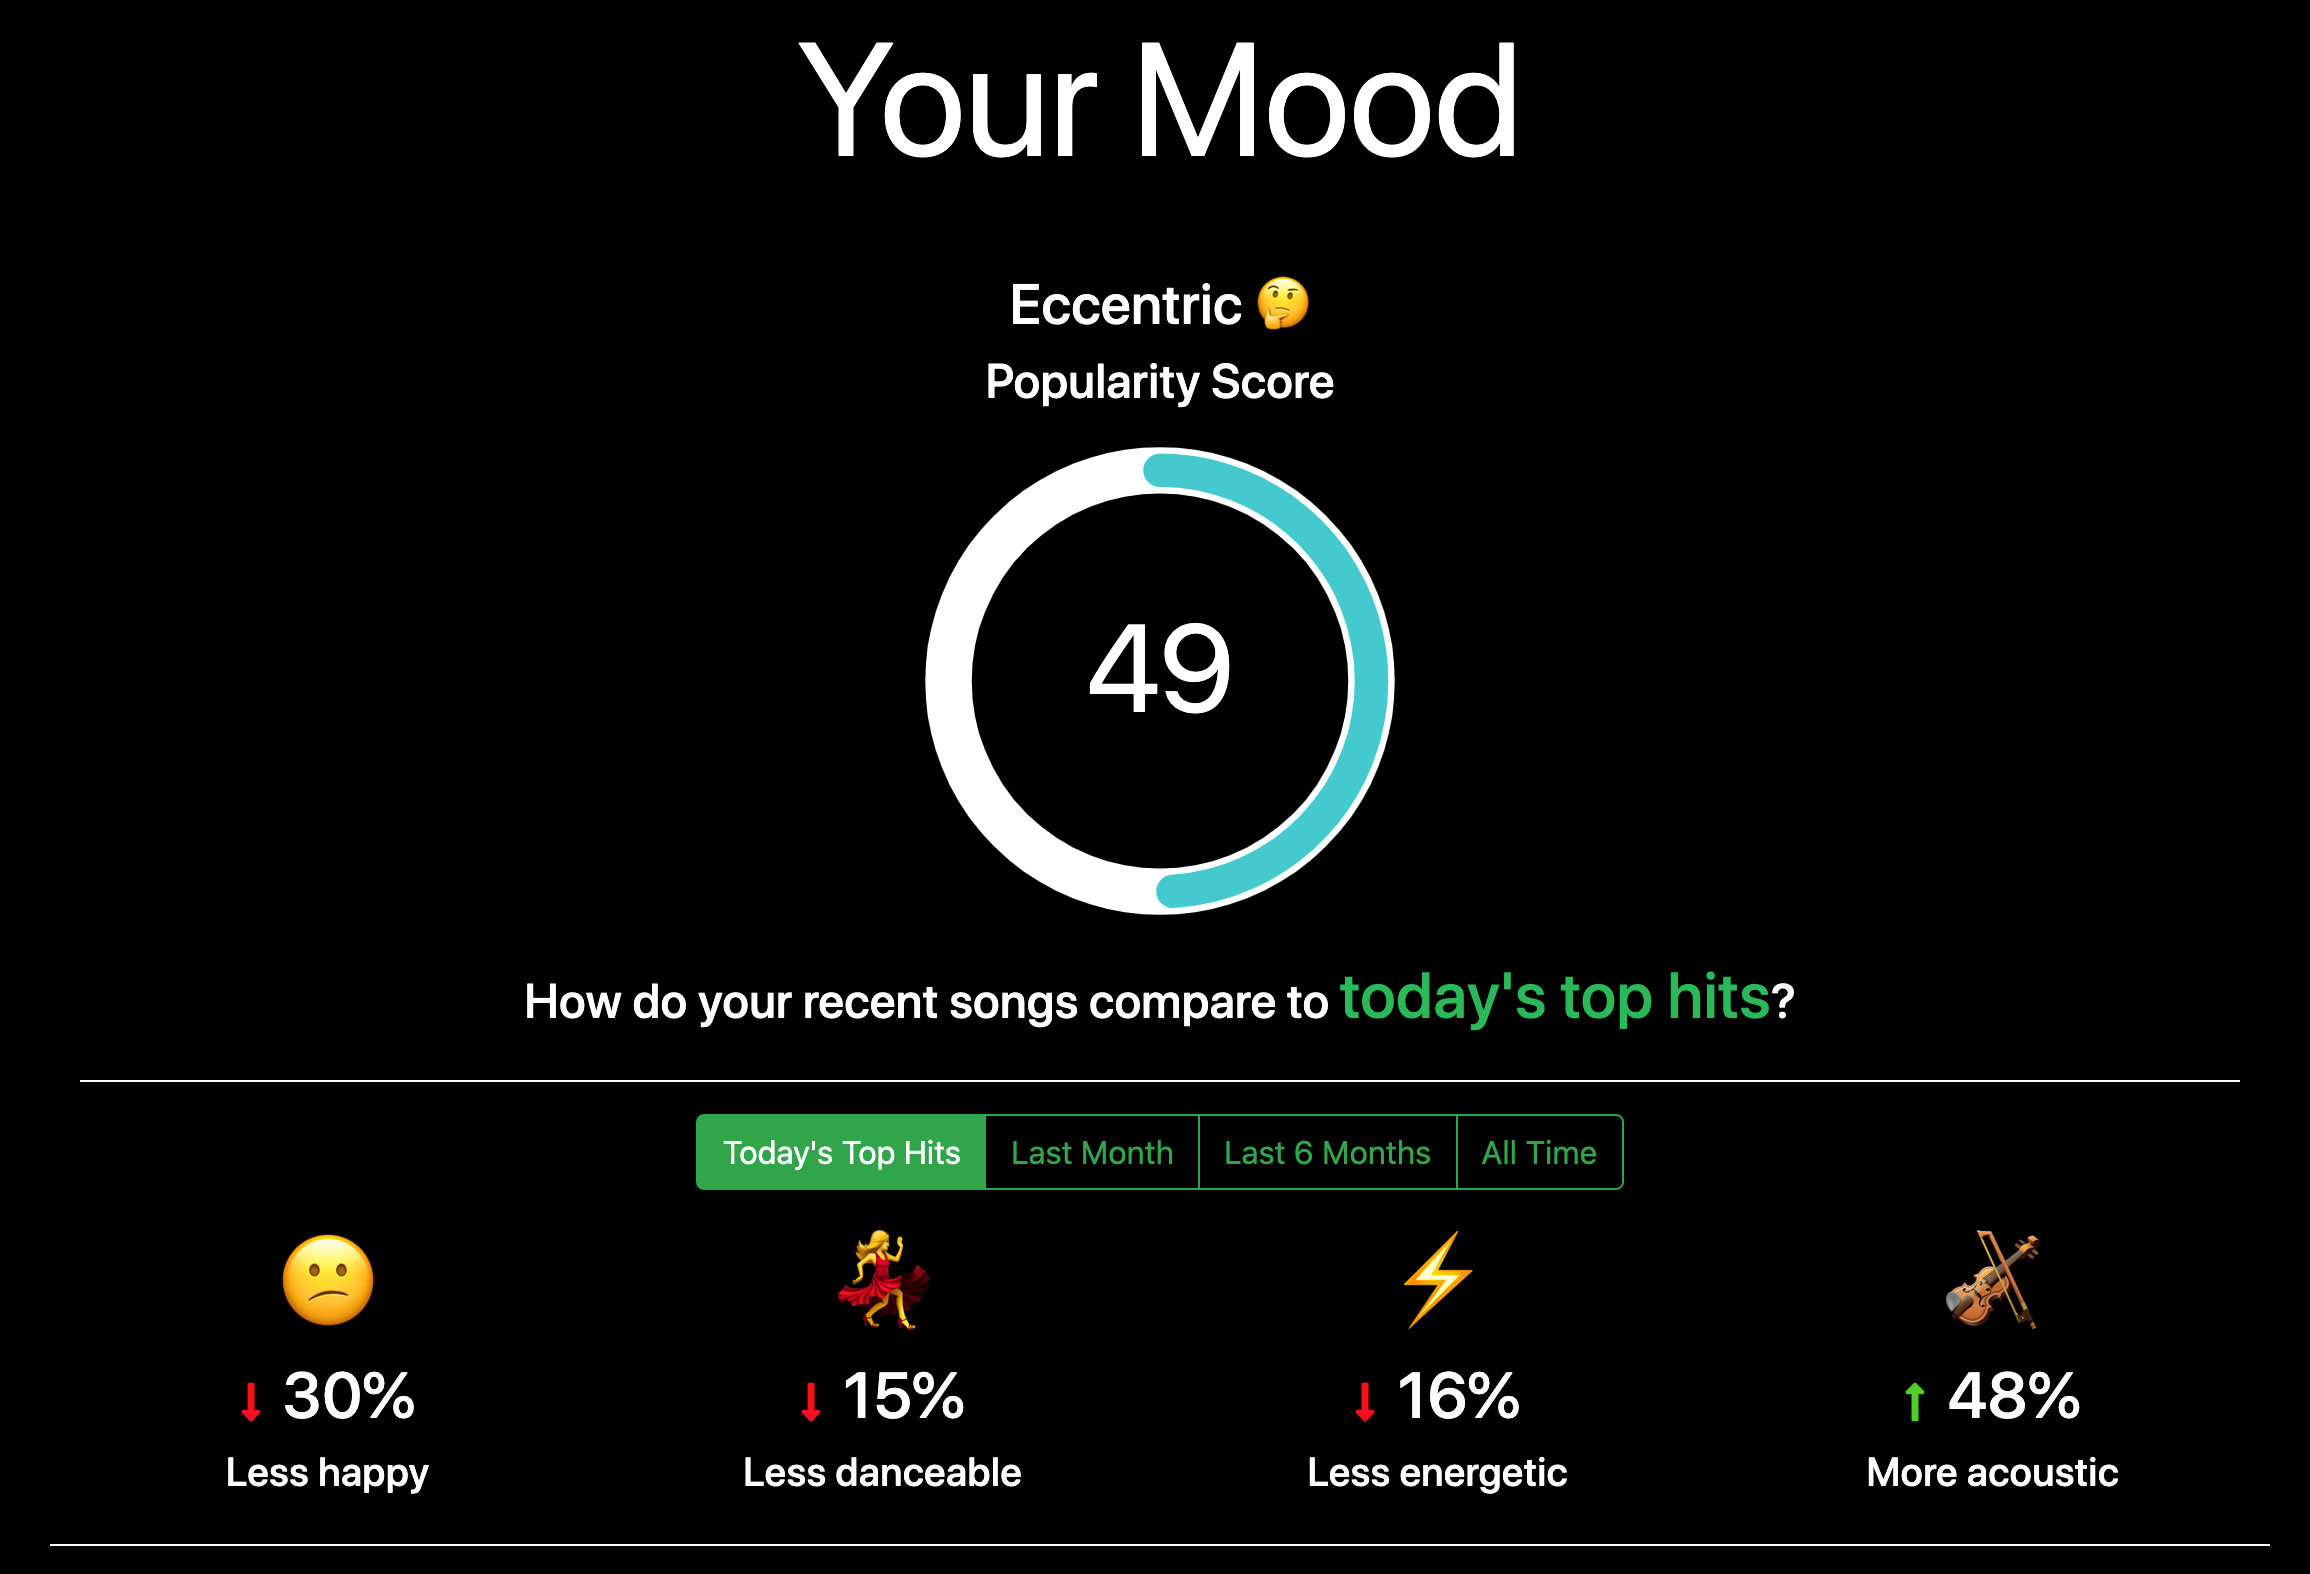 Your Mood
Eccentric 🤔
Popularity Score
49
How do your recent songs compare to today's top hits?
Today's Top Hits Last Month Last 6 Months All Time
↓ 30% ↓ 15% ↓ 16% ↑ 48%
Less happy Less danceable Less energetic More acoustic